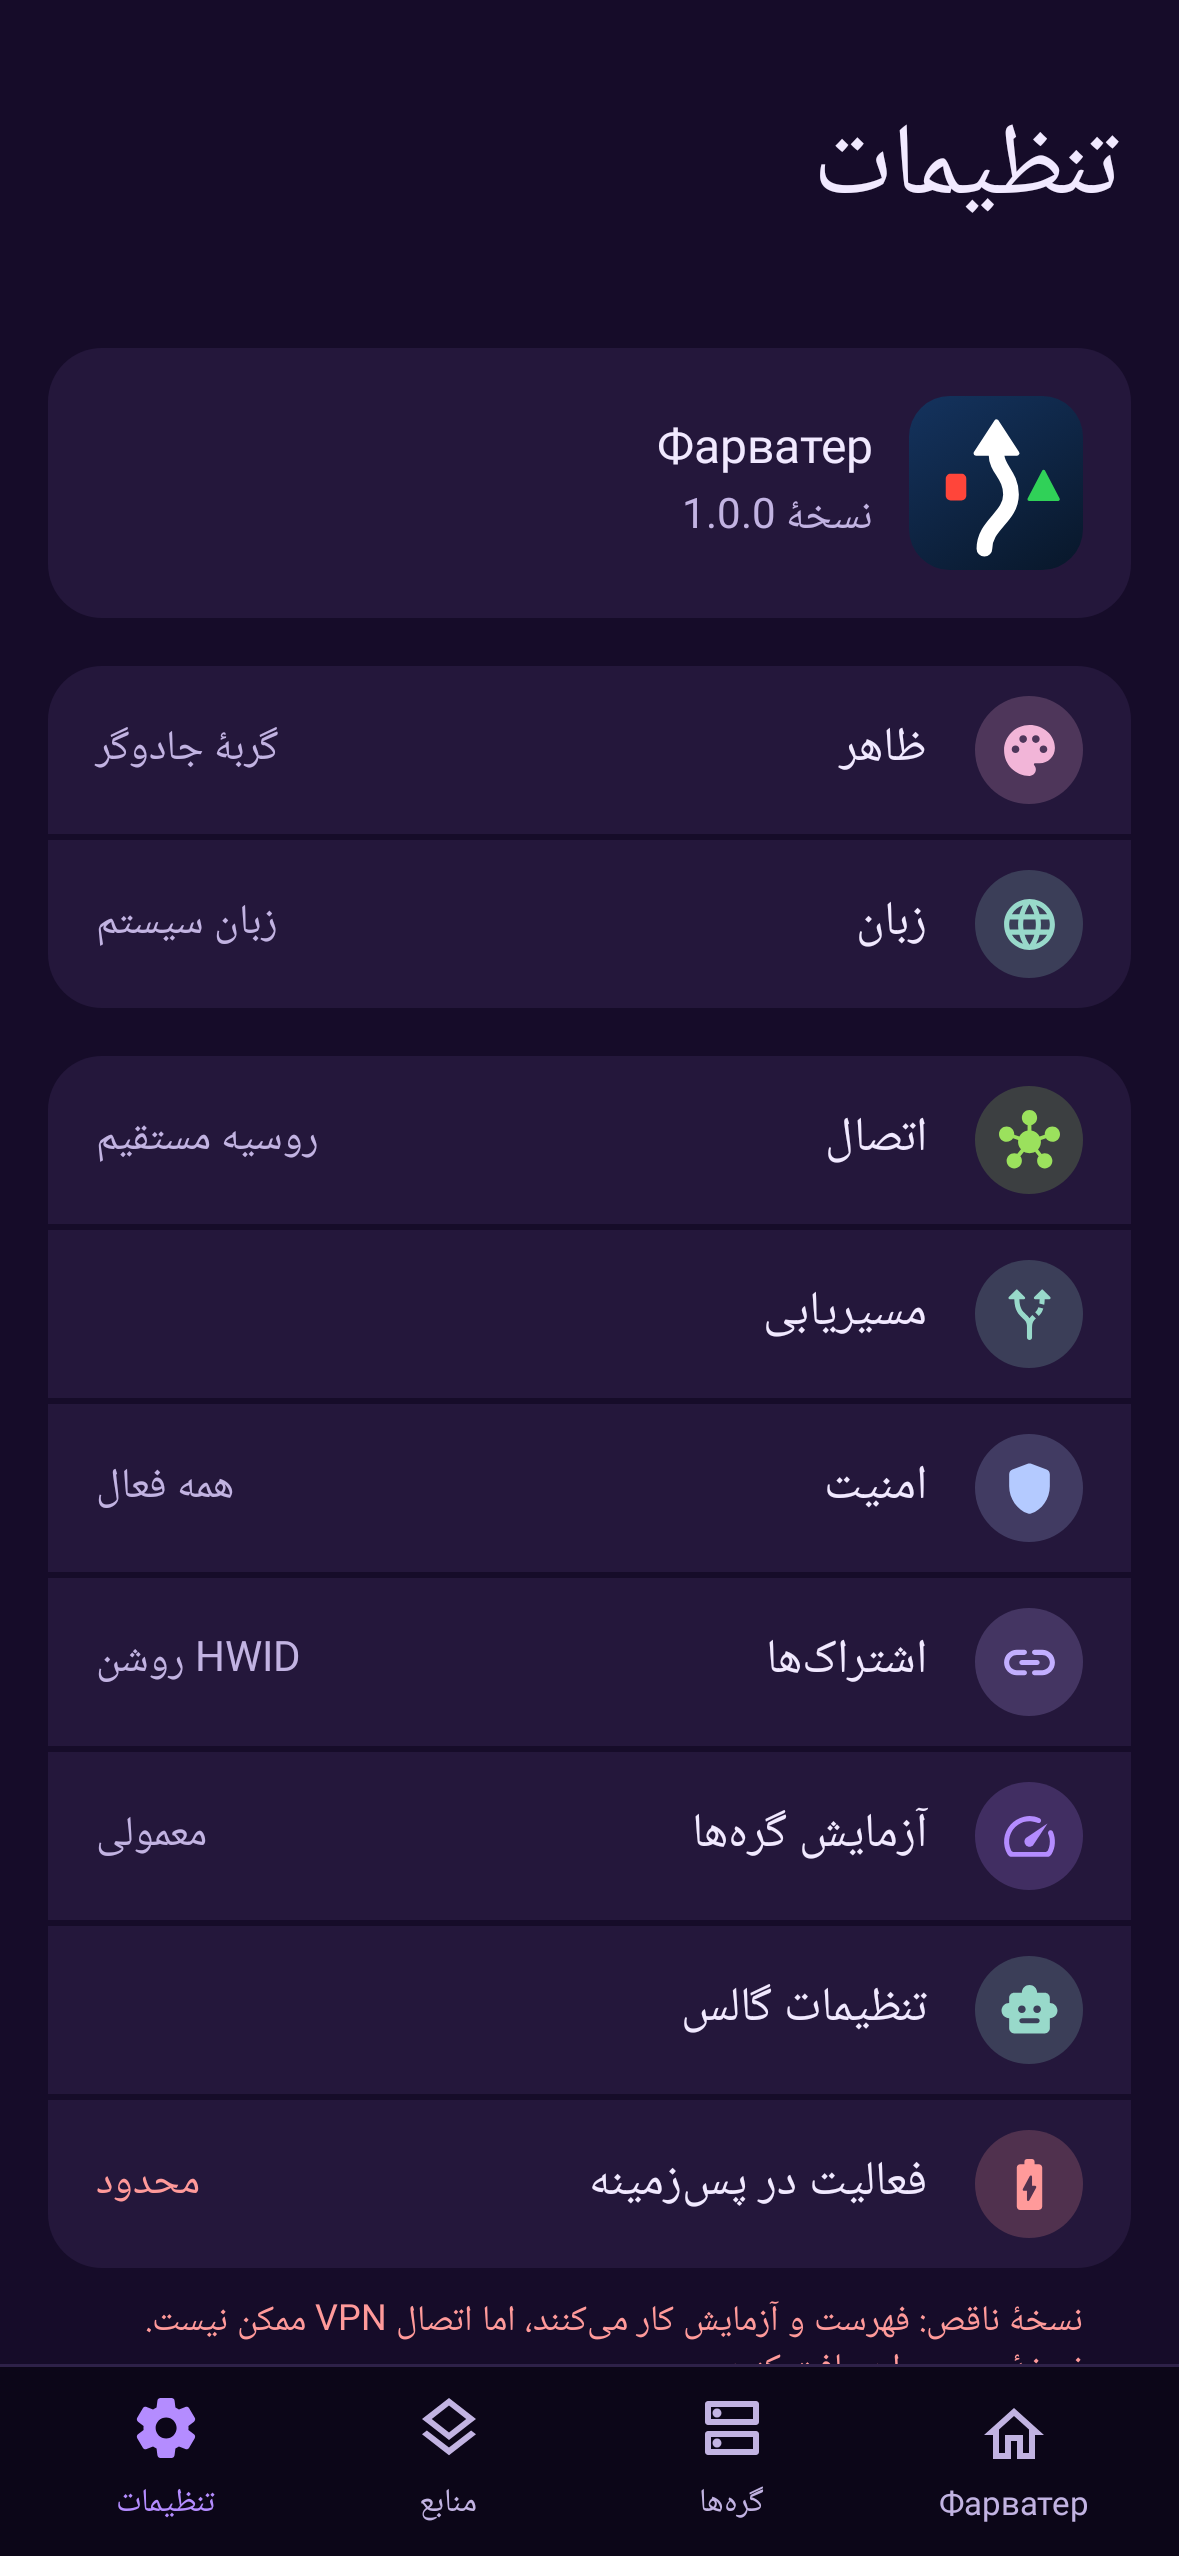 تنظیمات
Фарватер
نسخهٔ 1.0.0
ظاهر
گربهٔ جادوگر
زبان
زبان سیستم
اتصال
روسیه مستقیم
مسیریابی
امنیت
همه فعال
اشتراک‌ها
HWID روشن
آزمایش گره‌ها
معمولی
تنظیمات گالس
فعالیت در پس‌زمینه
محدود
نسخهٔ ناقص: فهرست و آزمایش کار می‌کنند، اما اتصال VPN ممکن نیست.
Фарватер
گره‌ها
منابع
تنظیمات